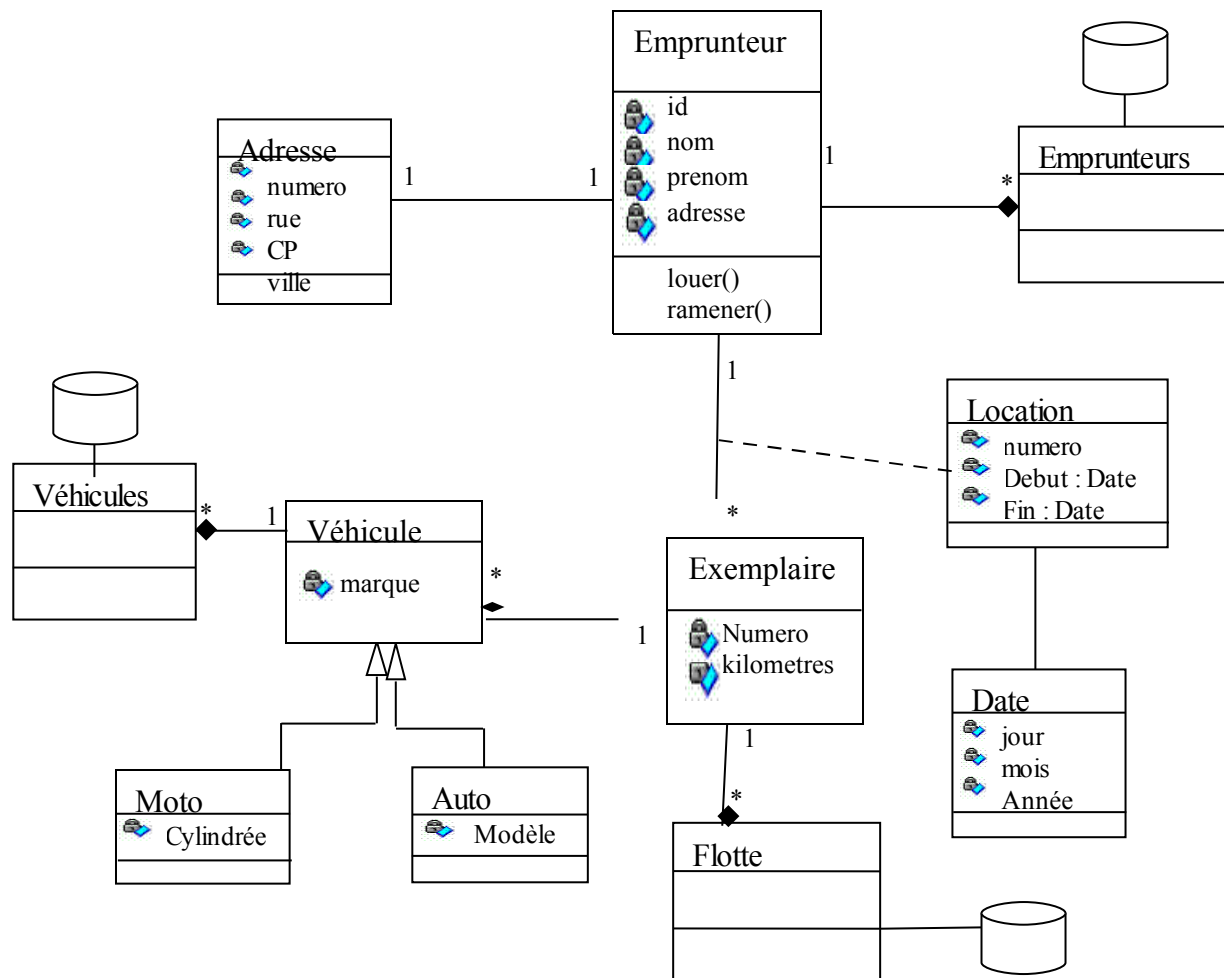 Emprunteur
id
nom
prenom
adresse
louer()
ramener()
Adresse
numero
rue
CP
ville
1
1
1
*
Emprunteurs
1
*
Location
numero
Debut : Date
Fin : Date
Véhicules
*
1
Véhicule
marque
*
1
Exemplaire
Numero
kilometres
1
*
Date
jour
mois
Année
Moto
Cylindrée
Auto
Modèle
Flotte